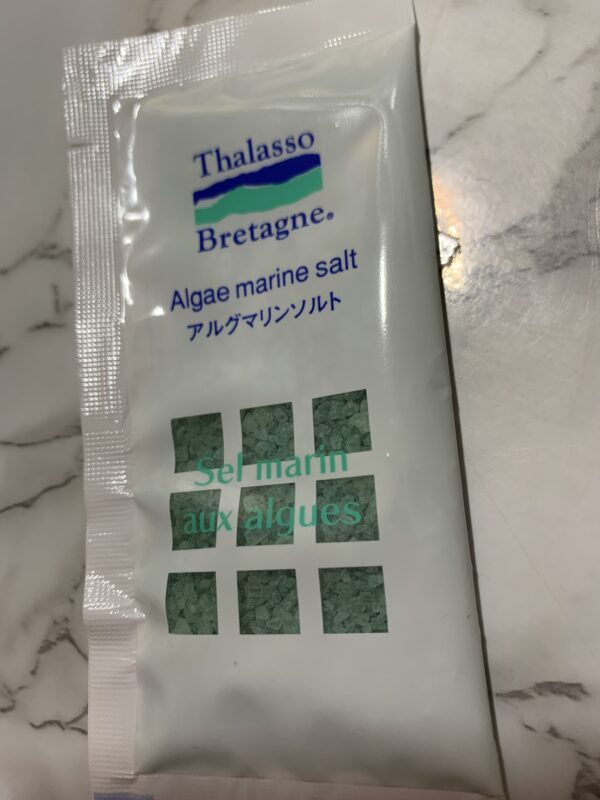 Thalasso
Bretagne®
Algae marine salt
アルグマリンソルト
Sel marin
aux algues